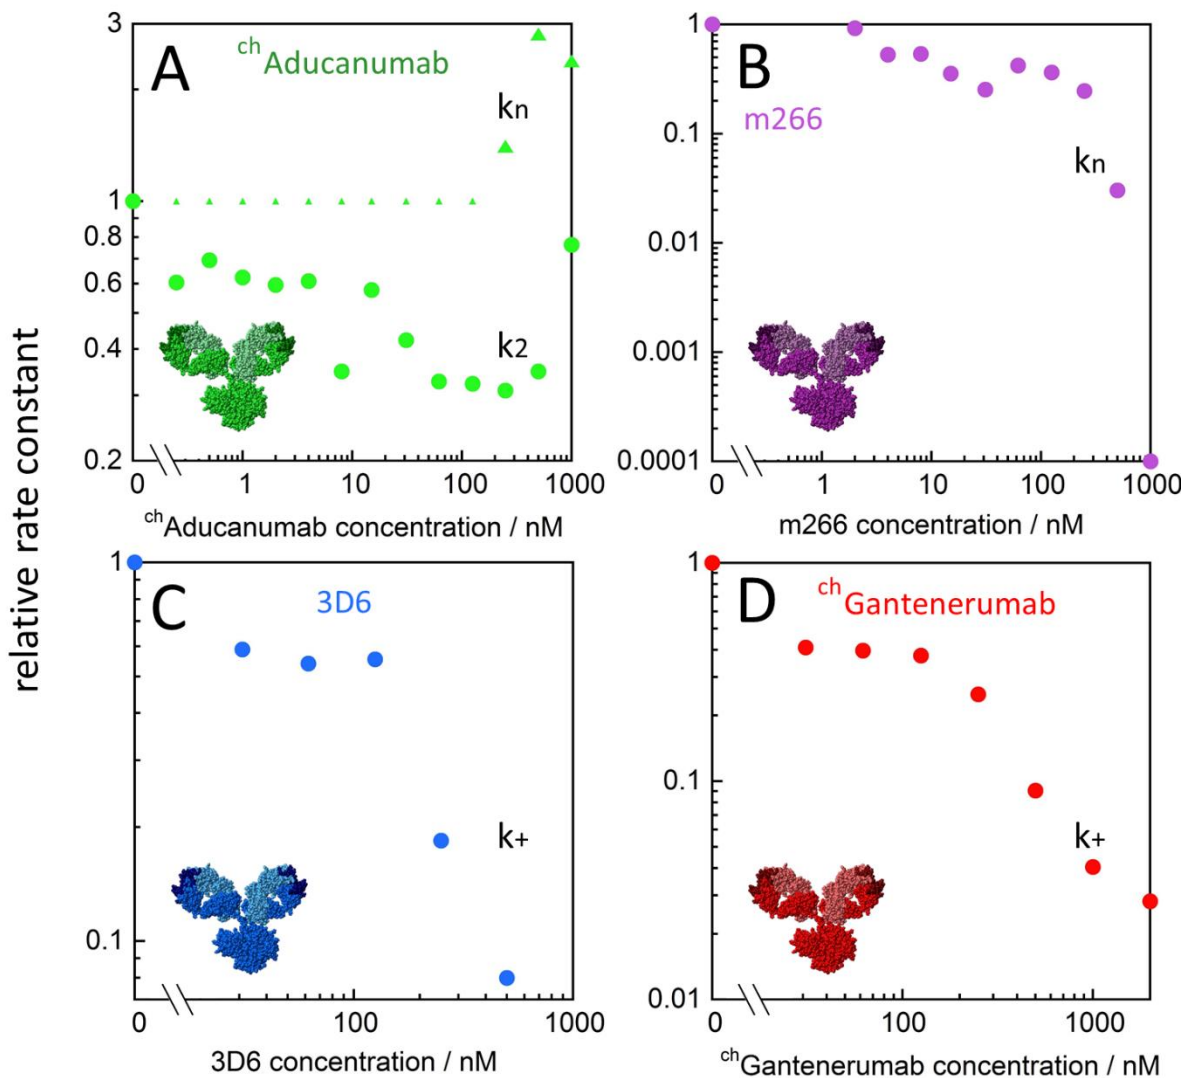 relative rate constant
A
chAducanumab
kn
k2
3
1
0.8
0.6
0.4
0.2
0
1
10
100
1000
chAducanumab concentration / nM
B
m266
kn
1
0.1
0.01
0.001
0.0001
0
1
10
100
1000
m266 concentration / nM
C
3D6
k+
1
0.1
0
100
1000
3D6 concentration / nM
D
chGantenerumab
k+
1
0.1
0.01
0
100
1000
chGantenerumab concentration / nM